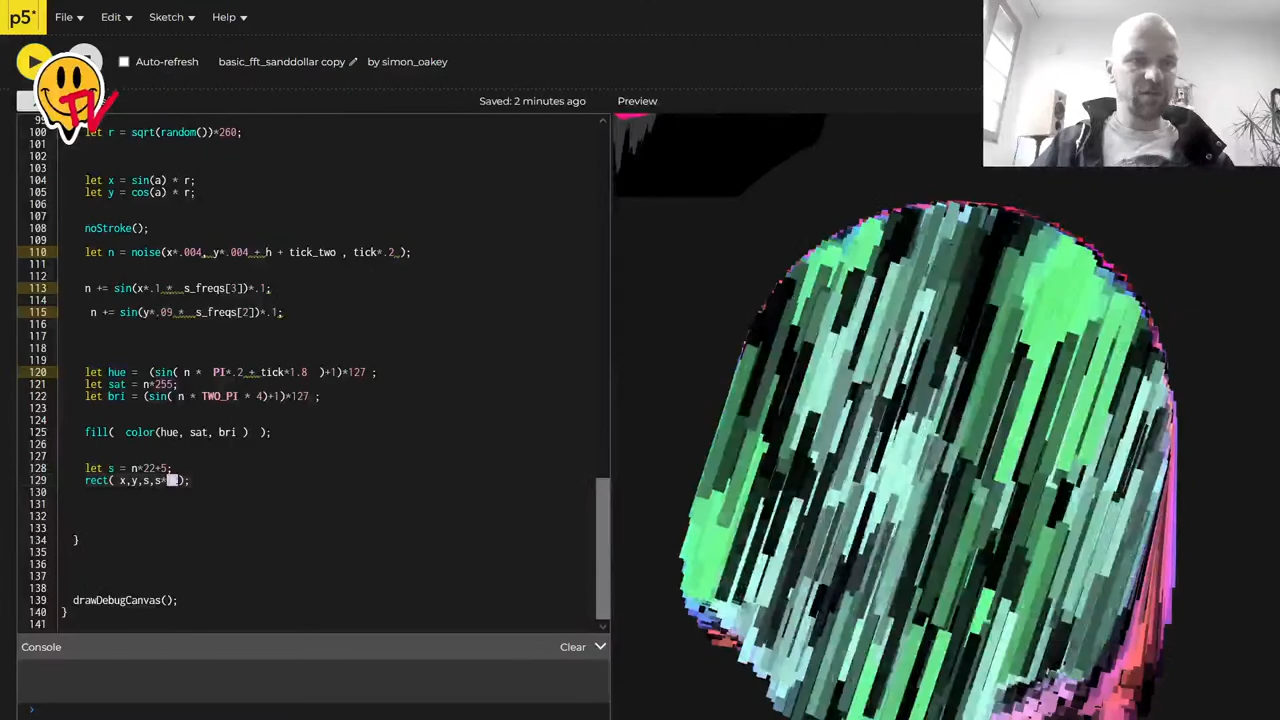 p5* File Edit Sketch Help
Auto-refresh basic_fft_sanddollar copy by simon_oakey
TV
Saved: 2 minutes ago Preview
99
100 let r = sqrt(random())*260;
101
102
103
104 let x = sin(a) * r;
105 let y = cos(a) * r;
106
107
108 noStroke();
109
110 let n = noise(x*.004, y*.004 + h + tick_two , tick*.2 );
111
112
113 n += sin(x*.1 * s_freqs[3])*.1;
114
115 n += sin(y*.09 * s_freqs[2])*.1;
116
117
118
119
120 let hue = (sin( n * PI*.2 + tick*1.8 )+1)*127 ;
121 let sat = n*255;
122 let bri = (sin( n * TWO_PI * 4)+1)*127 ;
123
124
125 fill( color(hue, sat, bri ) );
126
127
128 let s = n*22+5;
129 rect( x,y,s,s* );
130
131
132
133
134 }
135
136
137
138
139 drawDebugCanvas();
140 }
141
Console Clear
›